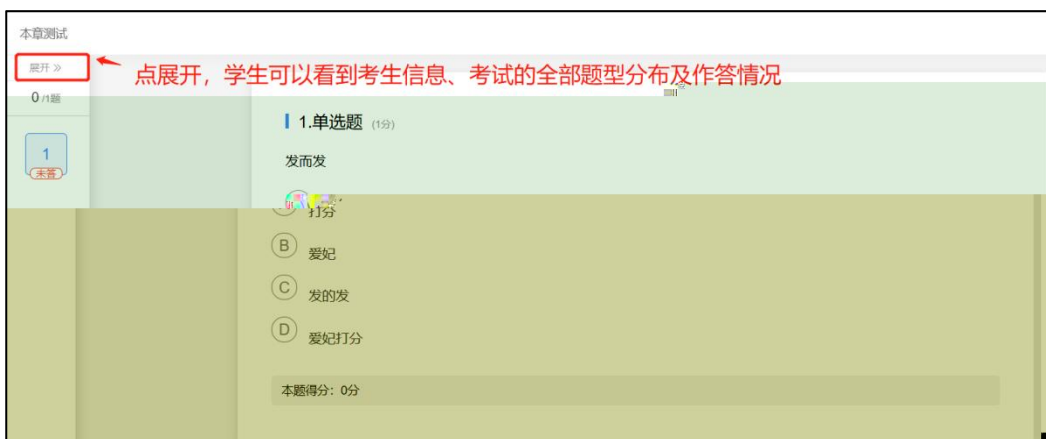 本章测试
展开 »
点展开，学生可以看到考生信息、考试的全部题型分布及作答情况
0 /1题
1
未答
1.单选题 (1分)
发而发
打分
B 爱妃
C 发的发
D 爱妃打分
本题得分：0分